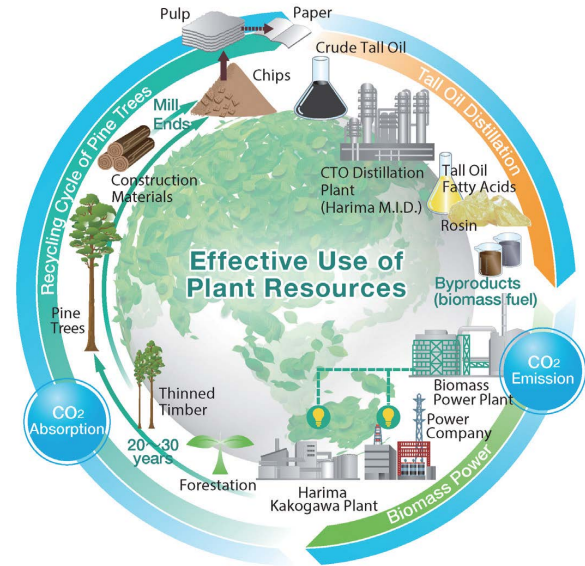 Pulp
Paper
Crude Tall Oil
Chips
Mill
Ends
Construction
Materials
Recycling Cycle of Pine Trees
Tall Oil Distillation
CTO Distillation
Plant
(Harima M.I.D.)
Tall Oil
Fatty Acids
Rosin
Effective Use of
Plant Resources
Byproducts
(biomass fuel)
Pine
Trees
Biomass
Power Plant
CO2
Emission
Thinned
Timber
CO2
Absorption
Power
Company
20~30
years
Forestation
Harima
Kakogawa Plant
Biomass Power